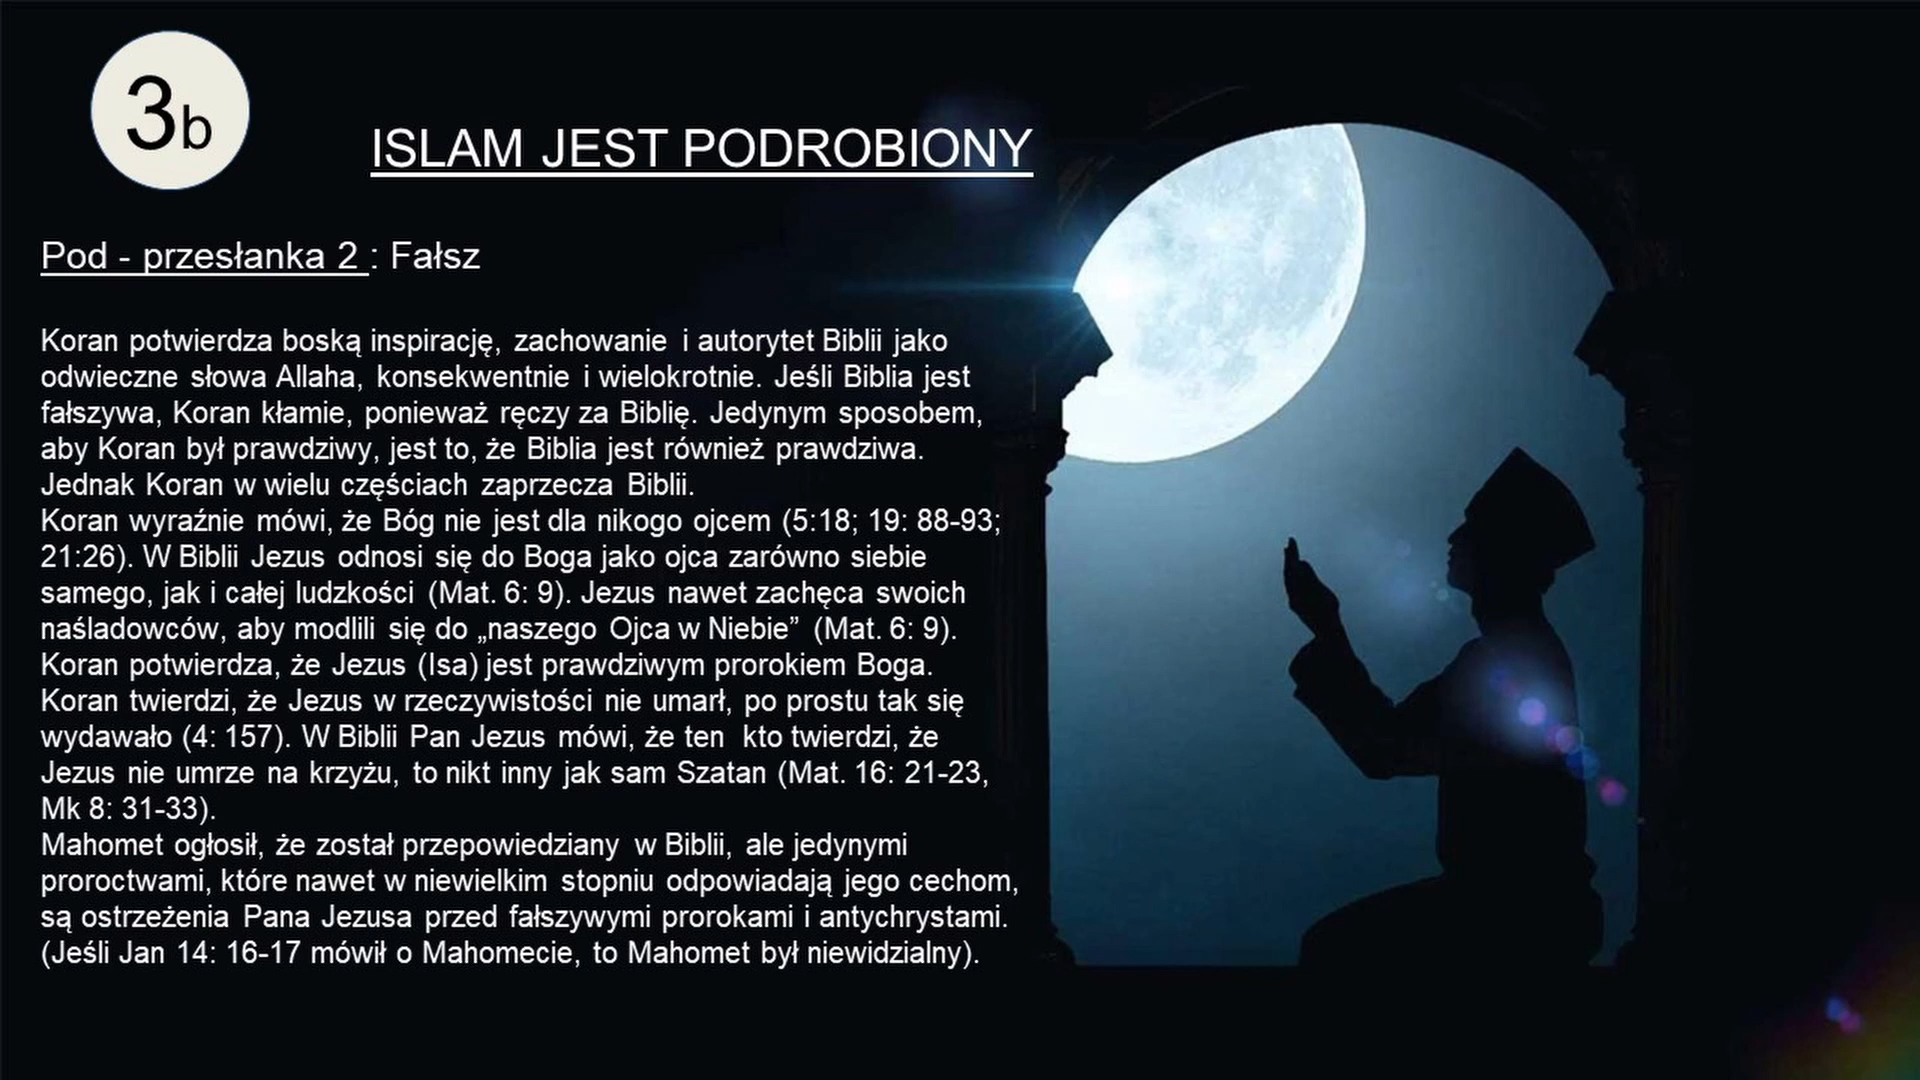 3b
ISLAM JEST PODROBIONY
Pod - przesłanka 2 : Fałsz
Koran potwierdza boską inspirację, zachowanie i autorytet Biblii jako
odwieczne słowa Allaha, konsekwentnie i wielokrotnie. Jeśli Biblia jest
fałszywa, Koran kłamie, ponieważ ręczy za Biblię. Jedynym sposobem,
aby Koran był prawdziwy, jest to, że Biblia jest również prawdziwa.
Jednak Koran w wielu częściach zaprzecza Biblii.
Koran wyraźnie mówi, że Bóg nie jest dla nikogo ojcem (5:18; 19: 88-93;
21:26). W Biblii Jezus odnosi się do Boga jako ojca zarówno siebie
samego, jak i całej ludzkości (Mat. 6: 9). Jezus nawet zachęca swoich
naśladowców, aby modlili się do „naszego Ojca w Niebie” (Mat. 6: 9).
Koran potwierdza, że Jezus (Isa) jest prawdziwym prorokiem Boga.
Koran twierdzi, że Jezus w rzeczywistości nie umarł, po prostu tak się
wydawało (4: 157). W Biblii Pan Jezus mówi, że ten kto twierdzi, że
Jezus nie umrze na krzyżu, to nikt inny jak sam Szatan (Mat. 16: 21-23,
Mk 8: 31-33).
Mahomet ogłosił, że został przepowiedziany w Biblii, ale jedynymi
proroctwami, które nawet w niewielkim stopniu odpowiadają jego cechom,
są ostrzeżenia Pana Jezusa przed fałszywymi prorokami i antychrystami.
(Jeśli Jan 14: 16-17 mówił o Mahomecie, to Mahomet był niewidzialny).